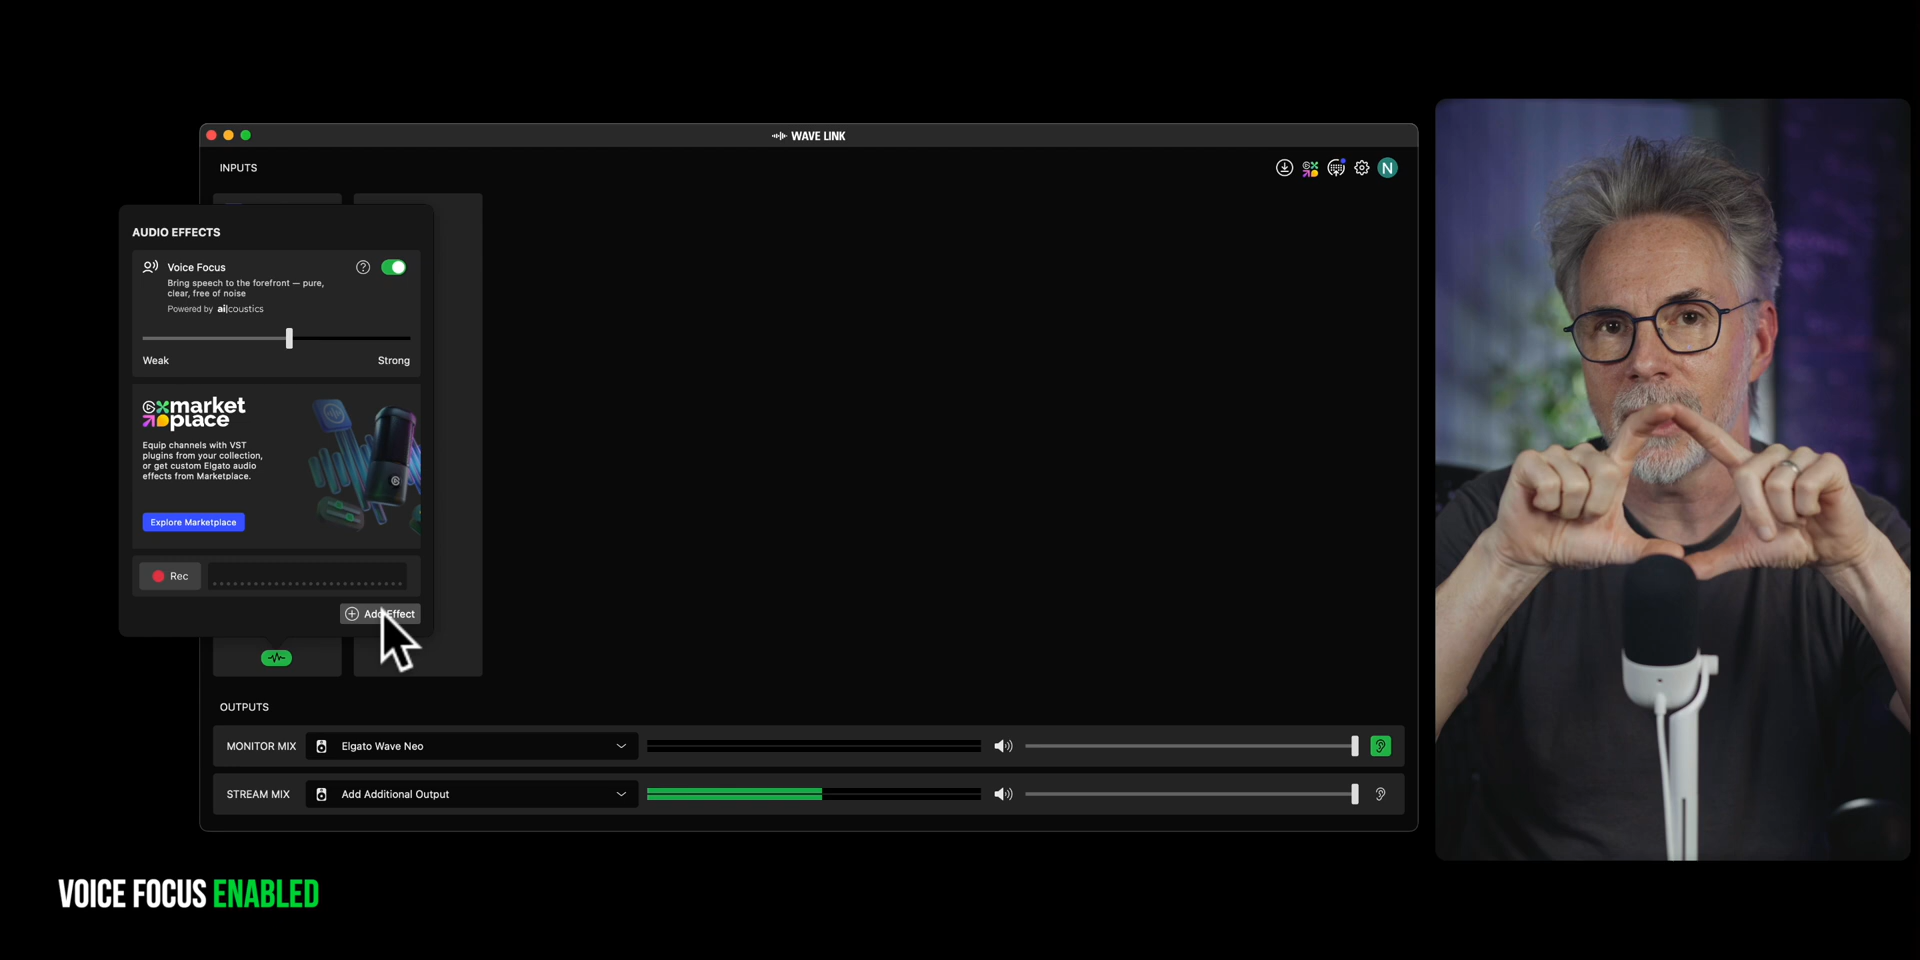 WAVE LINK
INPUTS
N
AUDIO EFFECTS
Voice Focus
Bring speech to the forefront — pure,
clear, free of noise
Powered by ai|coustics
Weak
Strong
market
place
Equip channels with VST
plugins from your collection,
or get custom Elgato audio
effects from Marketplace.
Explore Marketplace
Rec
Add Effect
OUTPUTS
MONITOR MIX
Elgato Wave Neo
STREAM MIX
Add Additional Output
VOICE FOCUS ENABLED